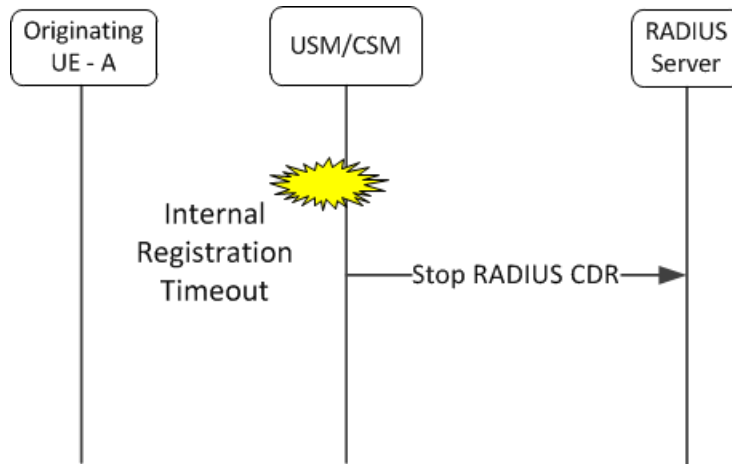 Originating
UE - A
USM/CSM
RADIUS
Server
Internal
Registration
Timeout
Stop RADIUS CDR